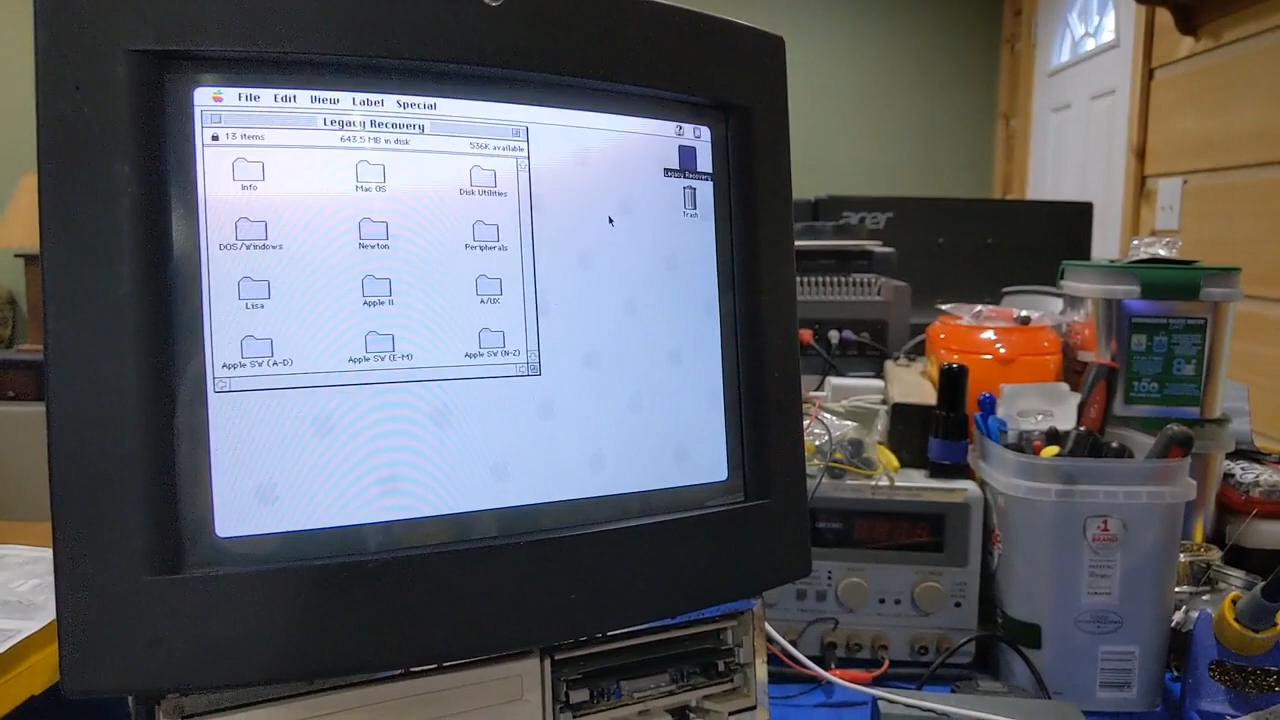 File Edit View Label Special
Legacy Recovery
13 items 643.5 MB in disk 536K available
Info Mac OS Disk Utilities
DOS/Windows Newton Peripherals
Lisa Apple II A/UX
Apple SW (A-D) Apple SW (E-M) Apple SW (N-Z)
Legacy Recovery
Trash
acer
100
#1
BRAND